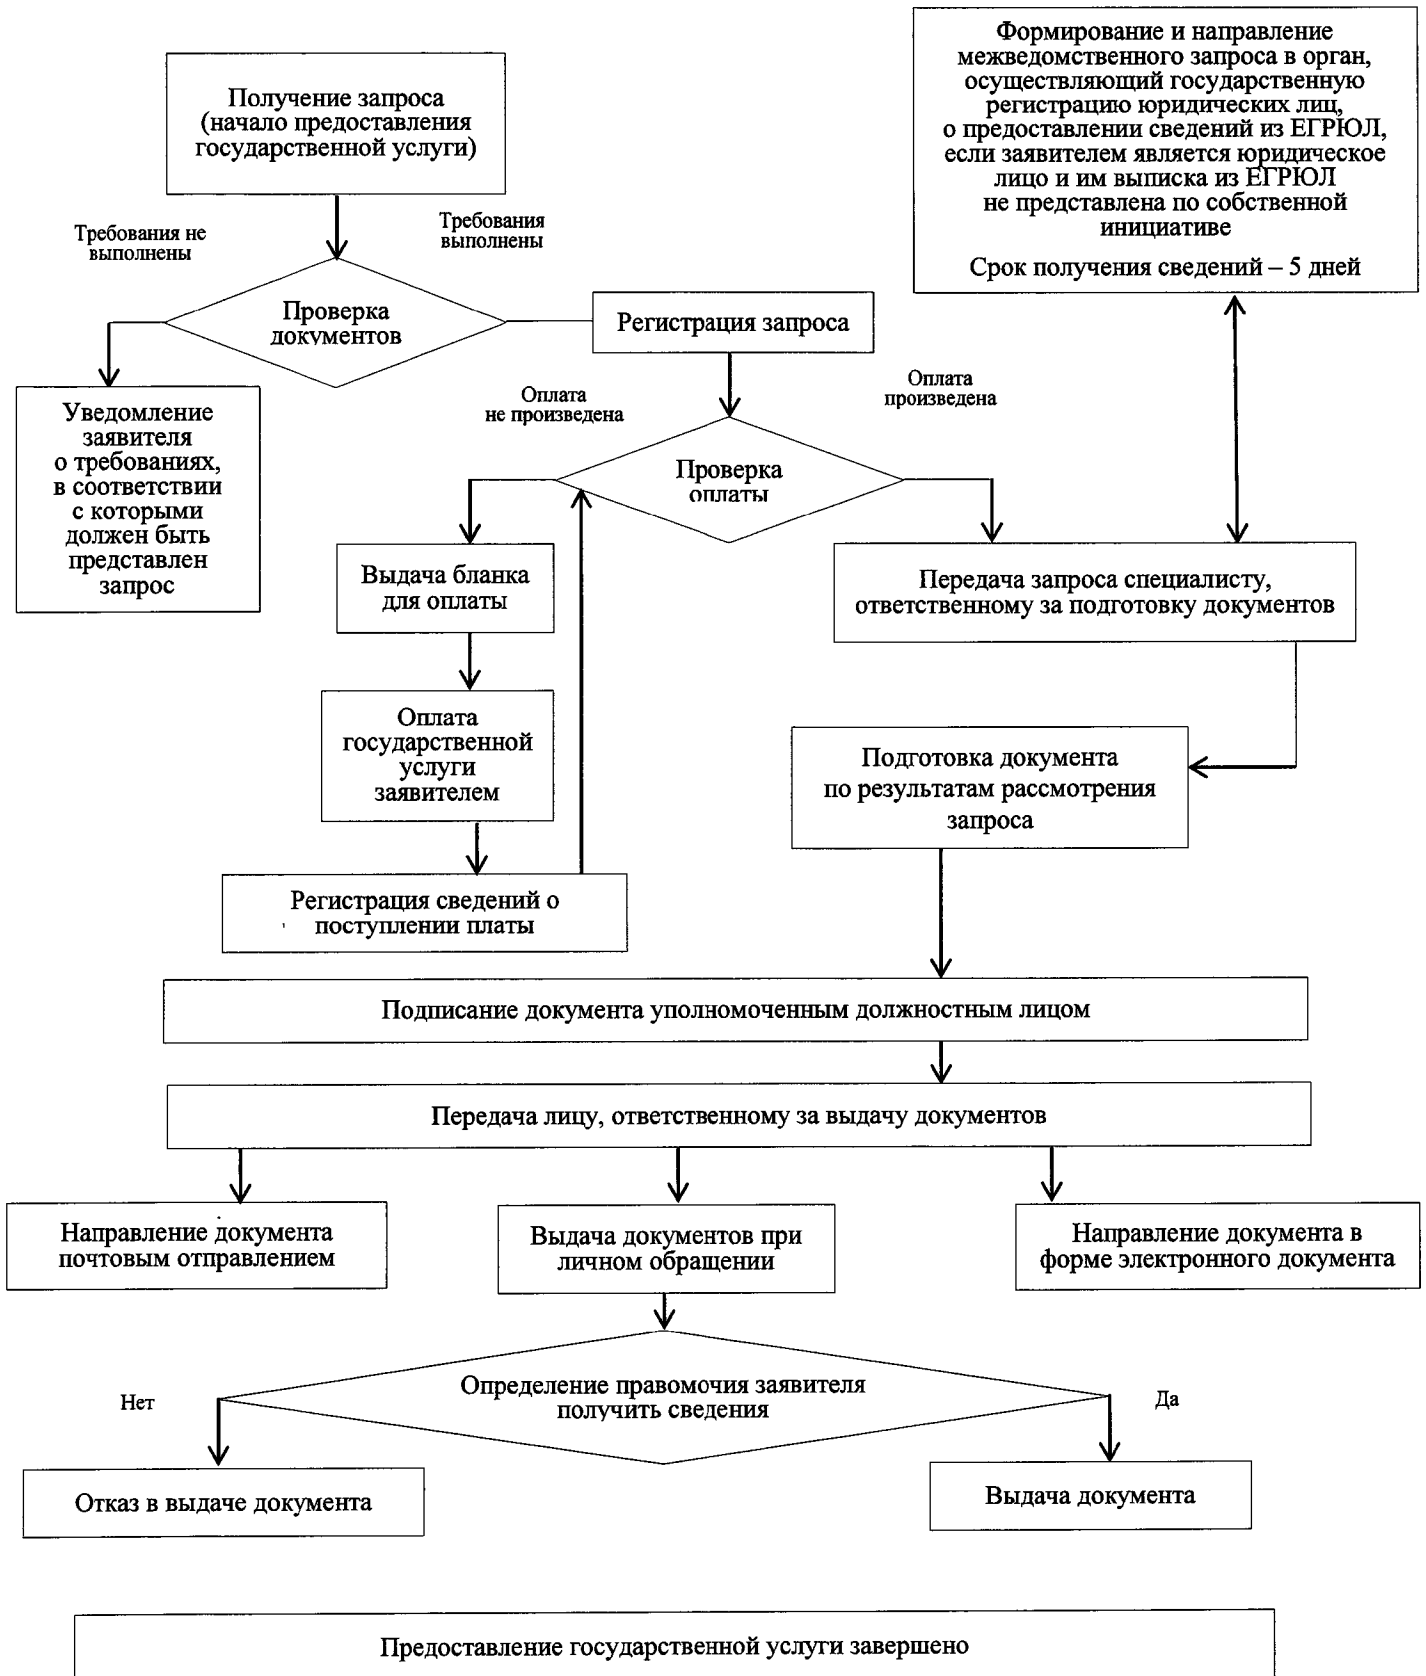 Формирование и направление
межведомственного запроса в орган,
осуществляющий государственную
регистрацию юридических лиц,
о предоставлении сведений из ЕГРЮЛ,
если заявителем является юридическое
лицо и им выписка из ЕГРЮЛ
не представлена по собственной
инициативе
Срок получения сведений – 5 дней
Получение запроса
(начало предоставления
государственной услуги)
Требования не
выполнены
Требования
выполнены
Проверка
документов
Регистрация запроса
Уведомление
заявителя
о требованиях,
в соответствии
с которыми
должен быть
представлен
запрос
Оплата
не произведена
Оплата
произведена
Проверка
оплаты
Выдача бланка
для оплаты
Передача запроса специалисту,
ответственному за подготовку документов
Оплата
государственной
услуги
заявителем
Подготовка документа
по результатам рассмотрения
запроса
Регистрация сведений о
поступлении платы
Подписание документа уполномоченным должностным лицом
Передача лицу, ответственному за выдачу документов
Направление документа
почтовым отправлением
Выдача документов при
личном обращении
Направление документа в
форме электронного документа
Определение правомочия заявителя
получить сведения
Нет
Да
Отказ в выдаче документа
Выдача документа
Предоставление государственной услуги завершено